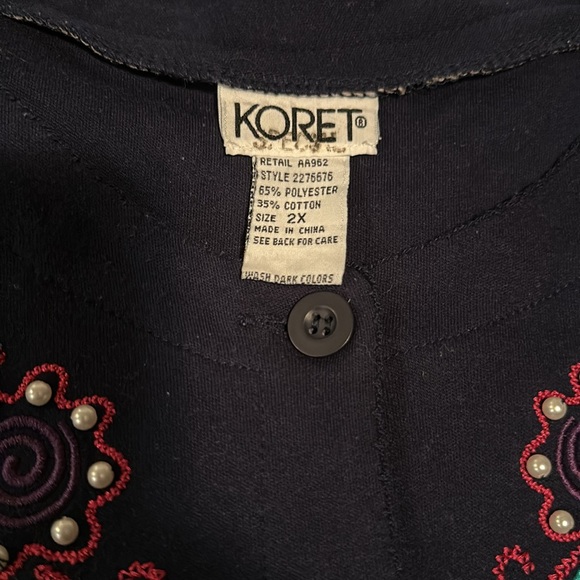 KORET®
RETAIL AA962
STYLE 2276676
65% POLYESTER
35% COTTON
SIZE 2X
MADE IN CHINA
SEE BACK FOR CARE
WASH DARK COLORS